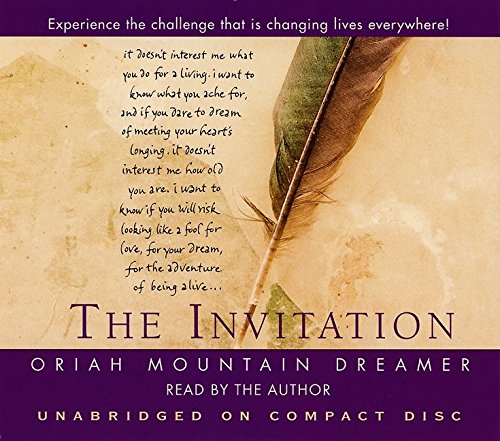 Experience the challenge that is changing lives everywhere!
it doesn't interest me what
you do for a living. i want to
know what you ache for,
and if you dare to dream
of meeting your heart's
longing. it doesn't
interest me how old
you are. i want to
know if you will risk
looking like a fool for
love, for your dream,
for the adventure
of being alive...
THE INVITATION
ORIAH MOUNTAIN DREAMER
READ BY THE AUTHOR
UNABRIDGED ON COMPACT DISC